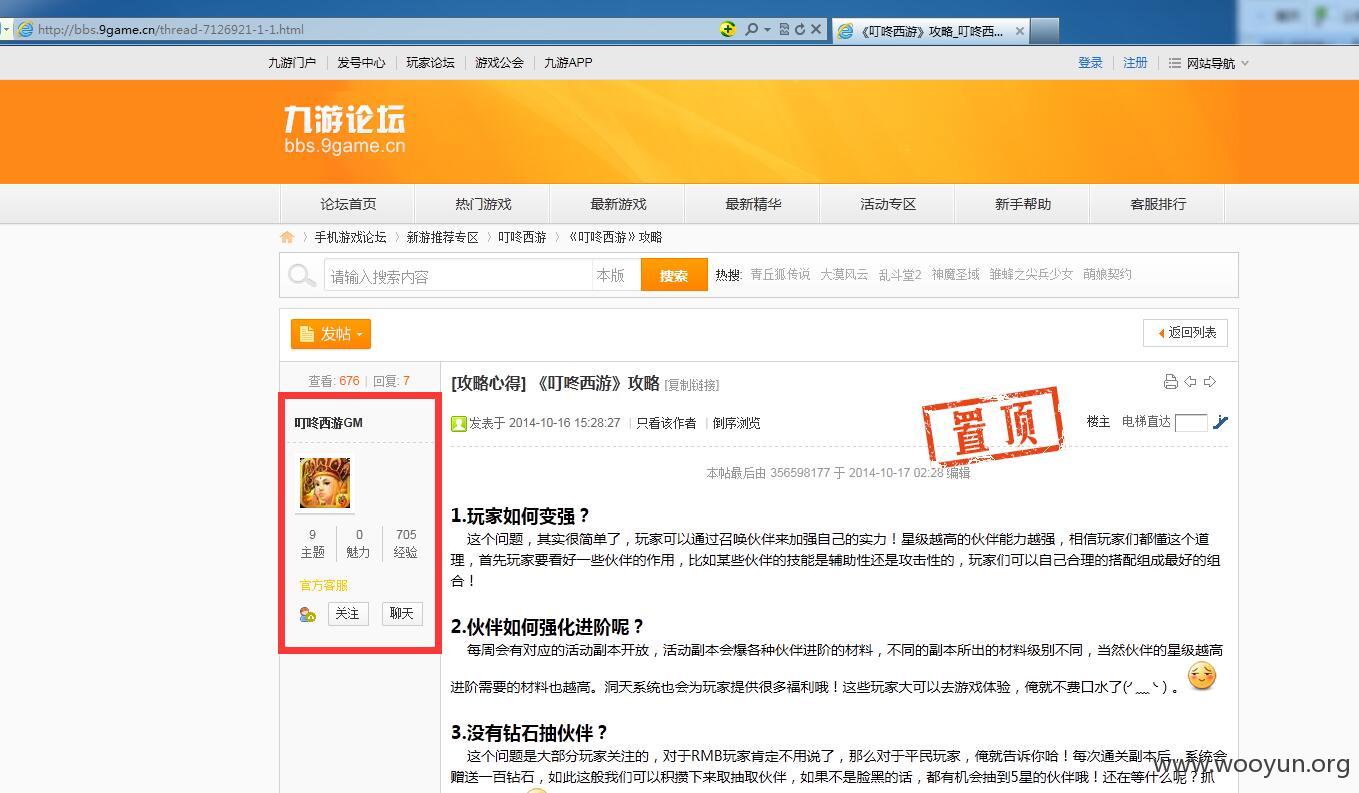 http://bbs.9game.cn/thread-7126921-1-1.html
《叮咚西游》攻略_叮咚西...
九游门户 发号中心 玩家论坛 游戏公会 九游APP 登录 注册 网站导航
九游论坛
bbs.9game.cn
论坛首页 热门游戏 最新游戏 最新精华 活动专区 新手帮助 客服排行
手机游戏论坛 新游推荐专区 叮咚西游 《叮咚西游》攻略
请输入搜索内容 本版 搜索 热搜: 青丘狐传说 大漠风云 乱斗堂2 神魔圣域 雏蜂之尖兵少女 萌娘契约
发帖 返回列表
查看: 676 | 回复: 7
[攻略心得] 《叮咚西游》攻略 [复制链接]
叮咚西游GM
发表于 2014-10-16 15:28:27 | 只看该作者 | 倒序浏览
置顶
楼主 电梯直达
本帖最后由 356598177 于 2014-10-17 02:28 编辑
9 0 705
主题 魅力 经验
官方客服
关注 聊天
1.玩家如何变强？
这个问题，其实很简单了，玩家可以通过召唤伙伴来加强自己的实力！星级越高的伙伴能力越强，相信玩家们都懂这个道
理，首先玩家要看好一些伙伴的作用，比如某些伙伴的技能是辅助性还是攻击性的，玩家们可以自己合理的搭配组成最好的组
合！
2.伙伴如何强化进阶呢？
每周会有对应的活动副本开放，活动副本会爆各种伙伴进阶的材料，不同的副本所出的材料级别不同，当然伙伴的星级越高
进阶需要的材料也越高。洞天系统也会为玩家提供很多福利哦！这些玩家大可以去游戏体验，俺就不费口水了(╯﹏╰)。
3.没有钻石抽伙伴？
这个问题是大部分玩家关注的，对于RMB玩家肯定不用说了，那么对于平民玩家，俺就告诉你哈！每次通关副本后，系统会
赠送一百钻石，如此这般我们可以积攒下来取抽取伙伴，如果不是脸黑的话，都有机会抽到5星的伙伴哦！还在等什么呢？抓
www.wooyun.org